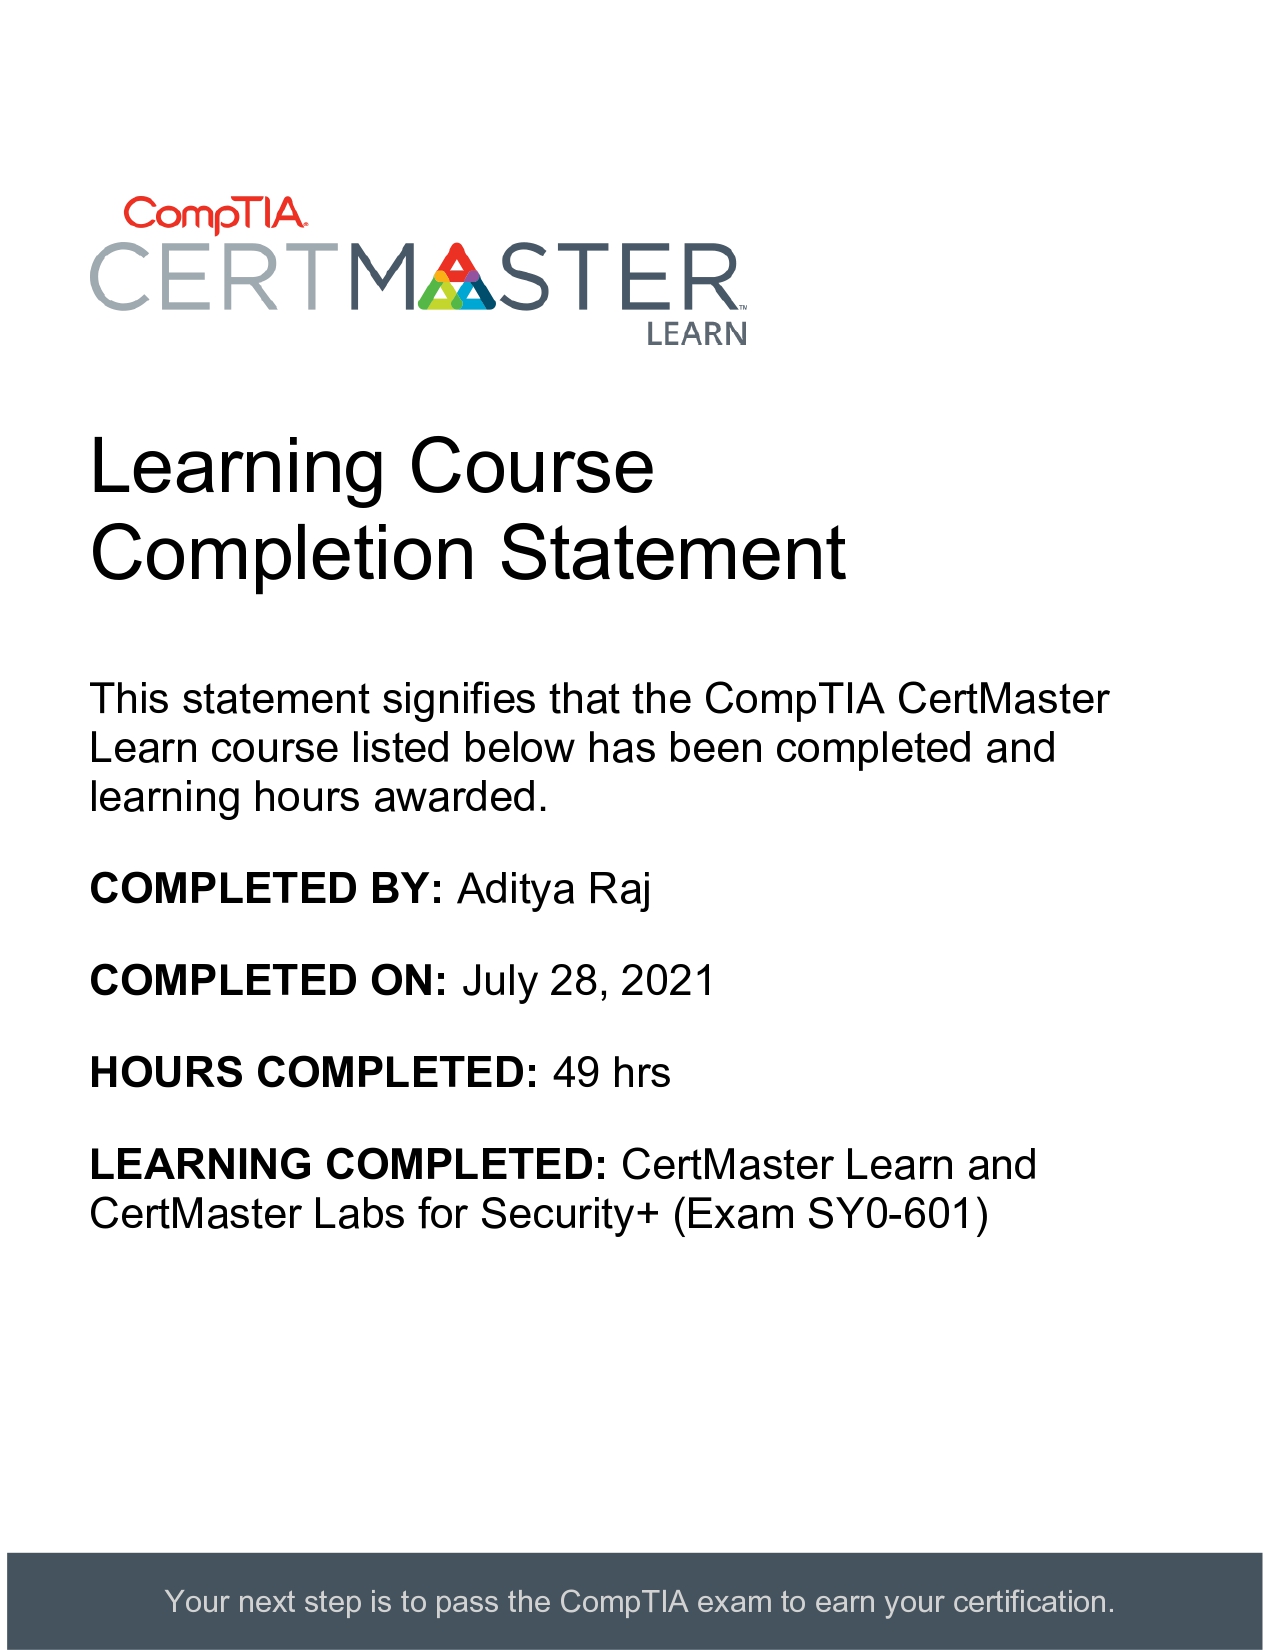 CompTIA.
CERTMASTER™
LEARN
Learning Course
Completion Statement
This statement signifies that the CompTIA CertMaster
Learn course listed below has been completed and
learning hours awarded.
COMPLETED BY: Aditya Raj
COMPLETED ON: July 28, 2021
HOURS COMPLETED: 49 hrs
LEARNING COMPLETED: CertMaster Learn and
CertMaster Labs for Security+ (Exam SY0-601)
Your next step is to pass the CompTIA exam to earn your certification.